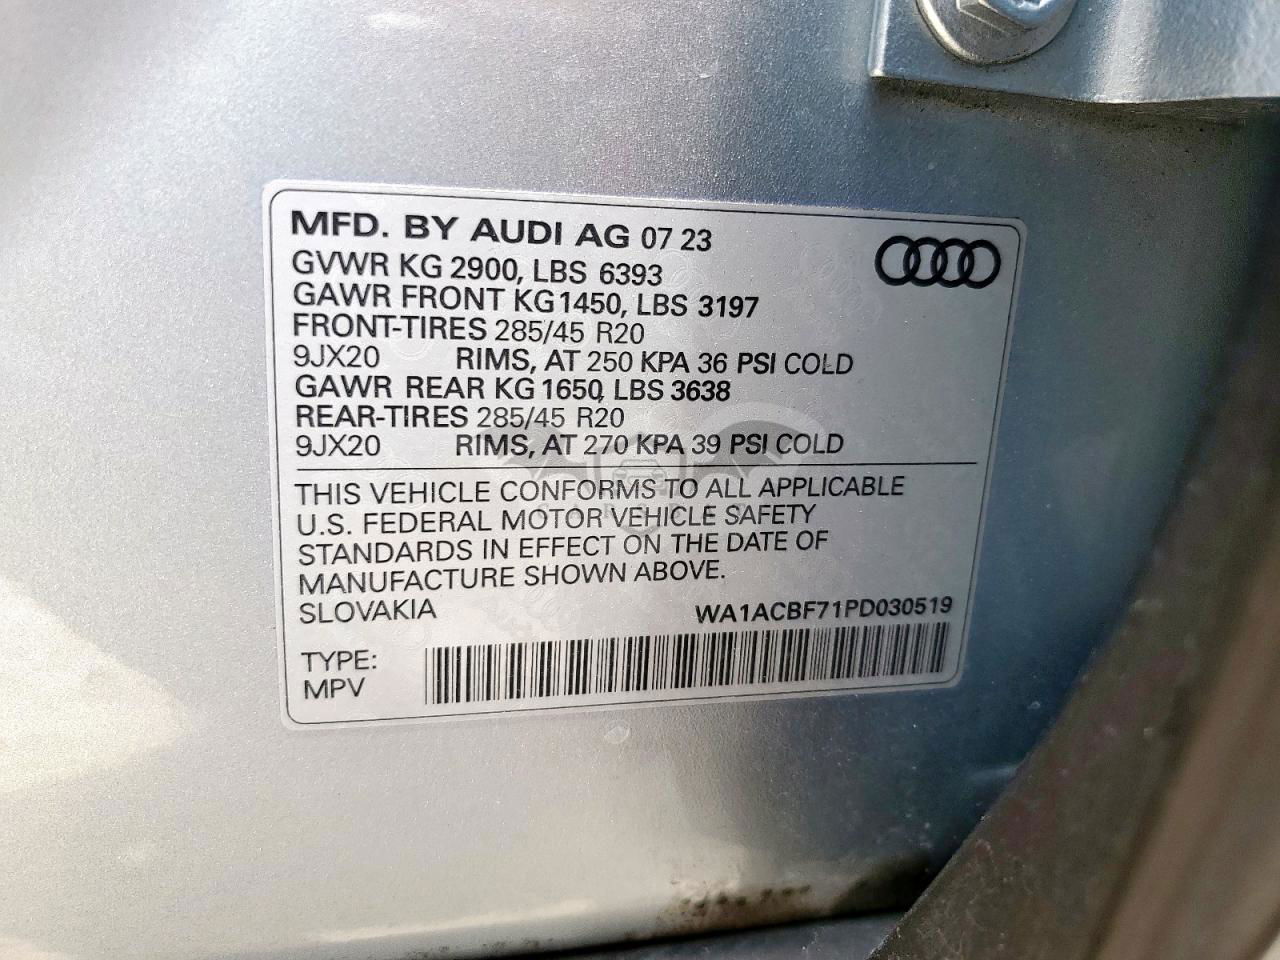 MFD. BY AUDI AG 07 23
GVWR KG 2900, LBS 6393
GAWR FRONT KG1450, LBS 3197
FRONT-TIRES 285/45 R20
9JX20 RIMS, AT 250 KPA 36 PSI COLD
GAWR REAR KG1650, LBS 3638
REAR-TIRES 285/45 R20
9JX20 RIMS, AT 270 KPA 39 PSI COLD
THIS VEHICLE CONFORMS TO ALL APPLICABLE
U.S. FEDERAL MOTOR VEHICLE SAFETY
STANDARDS IN EFFECT ON THE DATE OF
MANUFACTURE SHOWN ABOVE.
SLOVAKIA WA1ACBF71PD030519
TYPE:
MPV